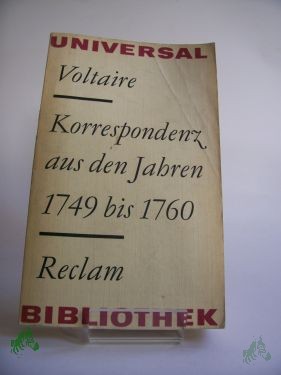 UNIVERSAL
Voltaire
Korrespondenz
aus den Jahren
1749 bis 1760
Reclam
BIBLIOTHEK